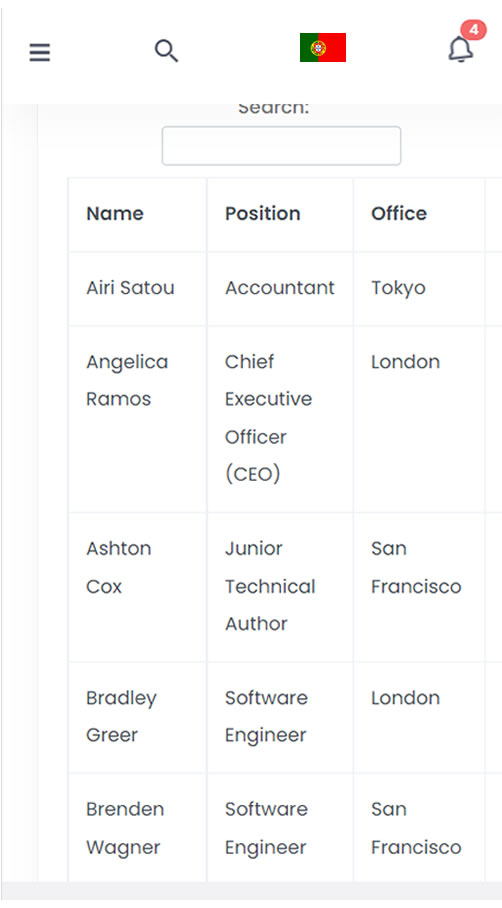 4
Search:
Name Position Office
Airi Satou Accountant Tokyo
Angelica Chief London
Ramos Executive
Officer
(CEO)
Ashton Junior San
Cox Technical Francisco
Author
Bradley Software London
Greer Engineer
Brenden Software San
Wagner Engineer Francisco